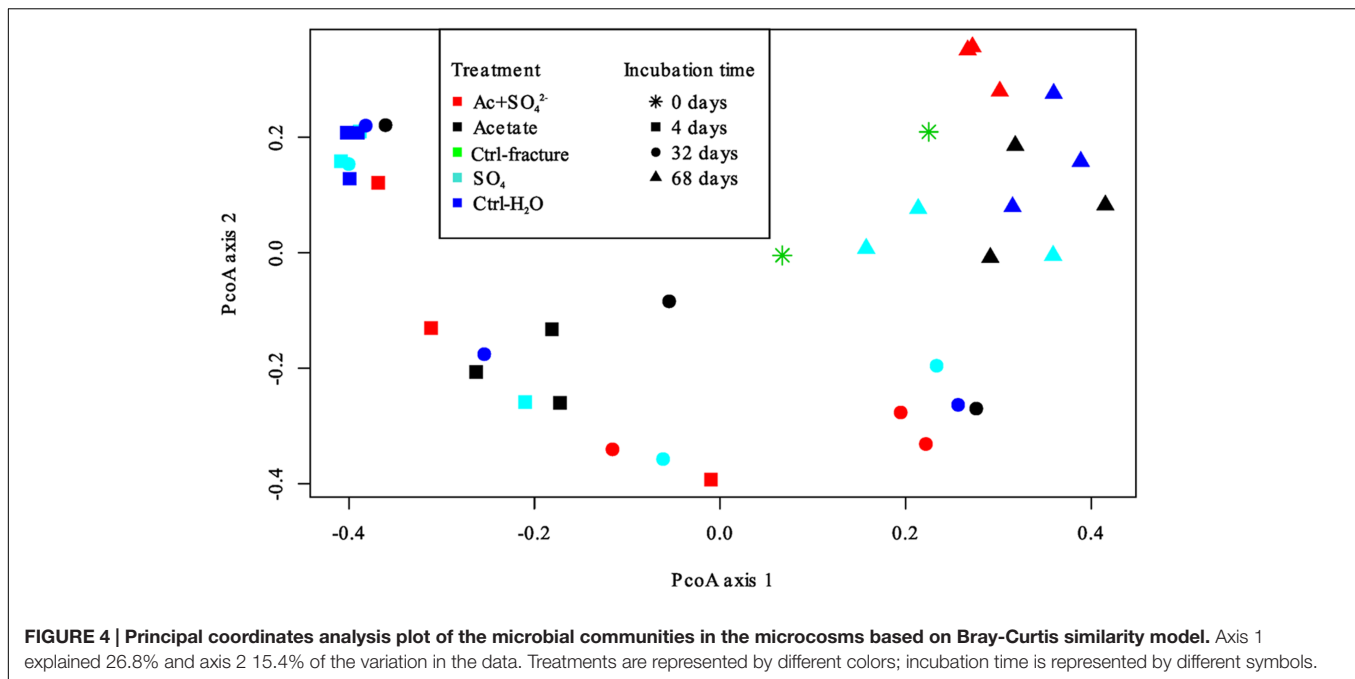 Treatment
Ac+SO₄²⁻
Acetate
Ctrl-fracture
SO₄
Ctrl-H₂O
Incubation time
0 days
4 days
32 days
68 days
PcoA axis 2
0.2
0.0
-0.2
-0.4
-0.4 -0.2 0.0 0.2 0.4
PcoA axis 1
FIGURE 4 | Principal coordinates analysis plot of the microbial communities in the microcosms based on Bray-Curtis similarity model. Axis 1
explained 26.8% and axis 2 15.4% of the variation in the data. Treatments are represented by different colors; incubation time is represented by different symbols.